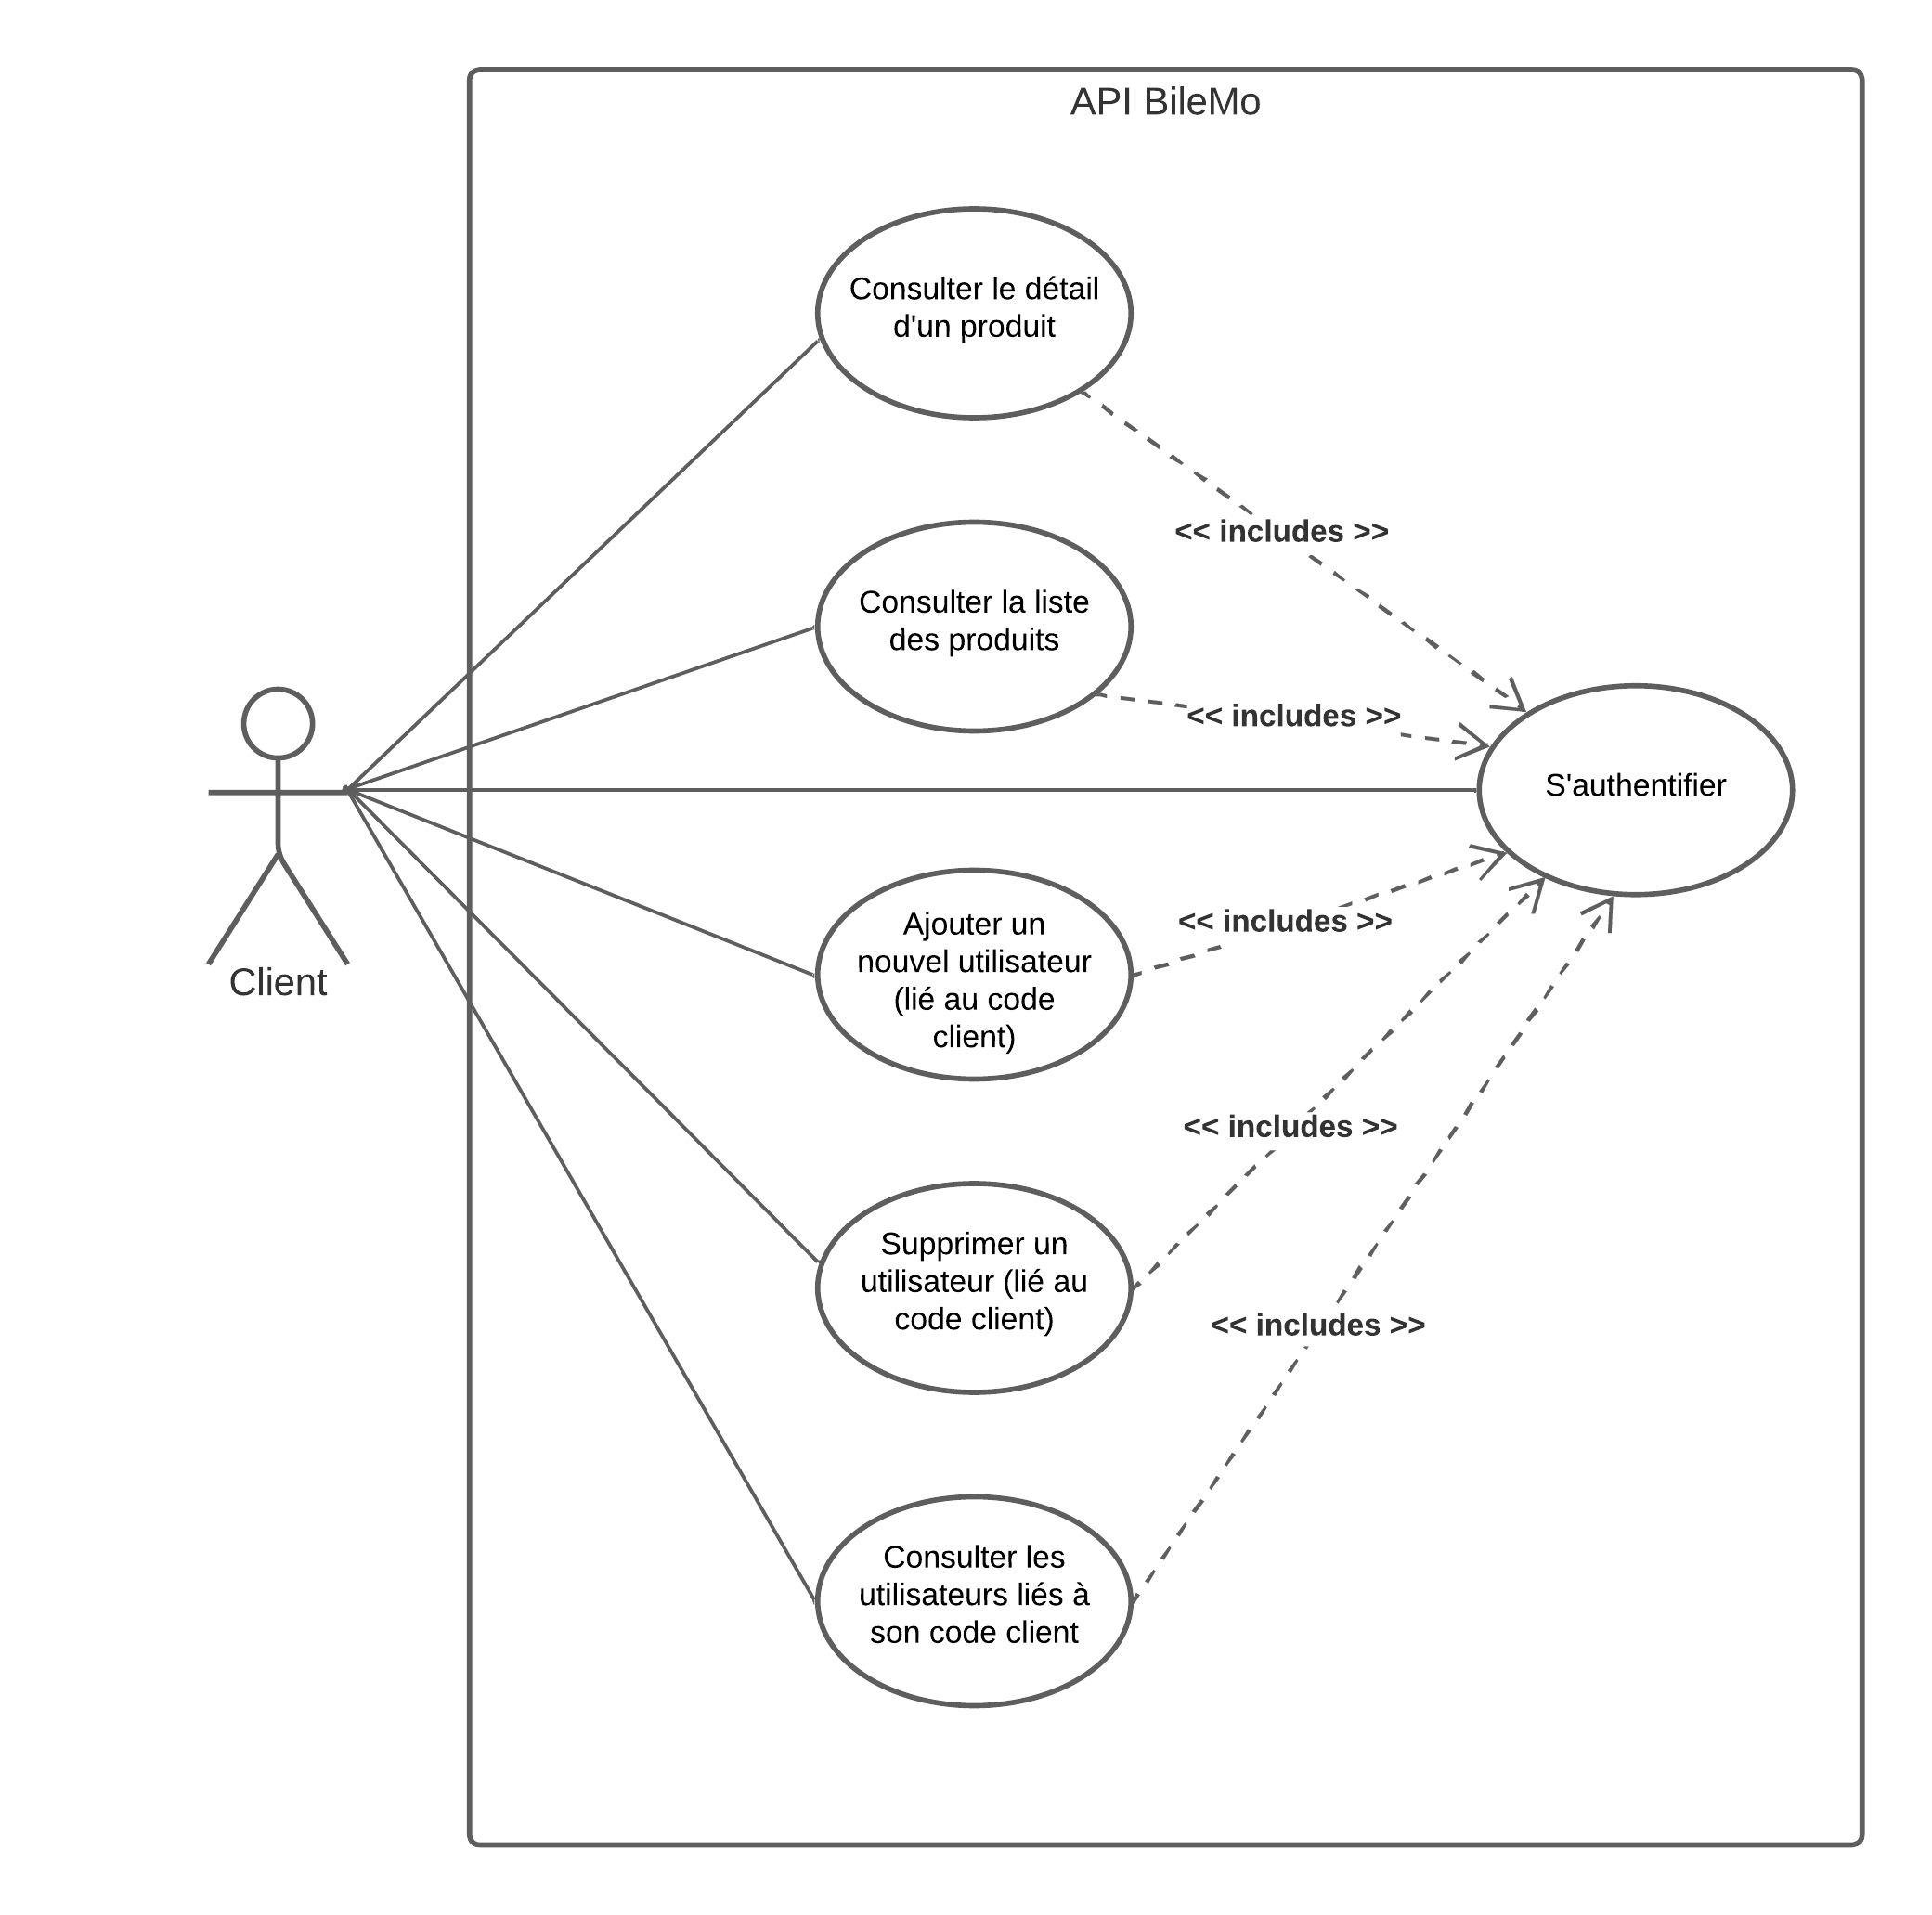 API BileMo
Consulter le détail
d'un produit
<< includes >>
Consulter la liste
des produits
<< includes >>
S'authentifier
Client
Ajouter un
nouvel utilisateur
(lié au code
client)
<< includes >>
<< includes >>
Supprimer un
utilisateur (lié au
code client)
<< includes >>
Consulter les
utilisateurs liés à
son code client